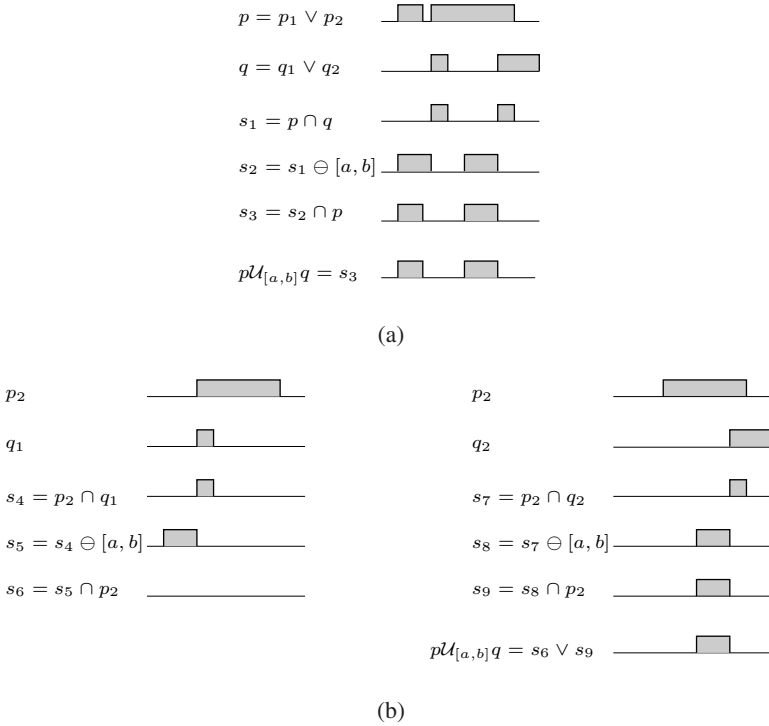 p = p₁ ∨ p₂
q = q₁ ∨ q₂
s₁ = p ∩ q
s₂ = s₁ ⊖ [a, b]
s₃ = s₂ ∩ p
p𝒰[a,b]q = s₃
(a)
p₂
q₁
s₄ = p₂ ∩ q₁
s₅ = s₄ ⊖ [a, b]
s₆ = s₅ ∩ p₂
p₂
q₂
s₇ = p₂ ∩ q₂
s₈ = s₇ ⊖ [a, b]
s₉ = s₈ ∩ p₂
p𝒰[a,b]q = s₆ ∨ s₉
(b)